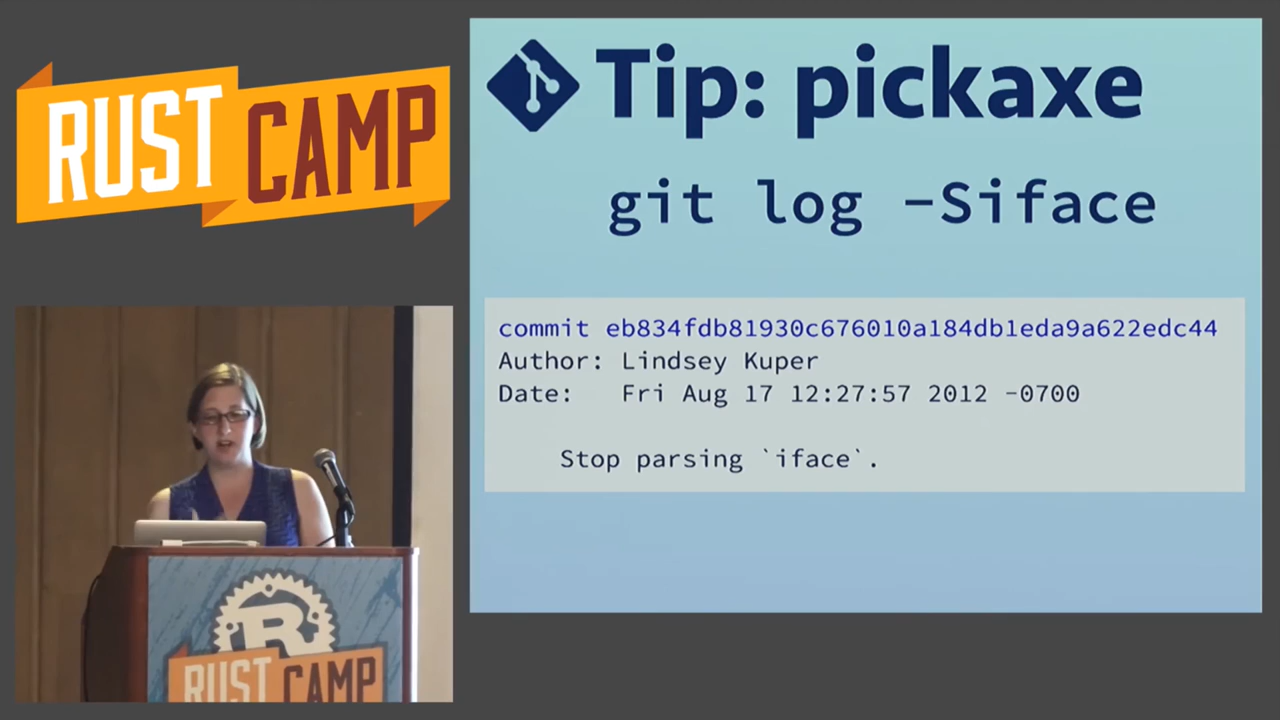 RUST CAMP
Tip: pickaxe
git log -Siface
commit eb834fdb81930c676010a184db1eda9a622edc44
Author: Lindsey Kuper
Date:   Fri Aug 17 12:27:57 2012 -0700
Stop parsing `iface`.
R
RUST CAMP